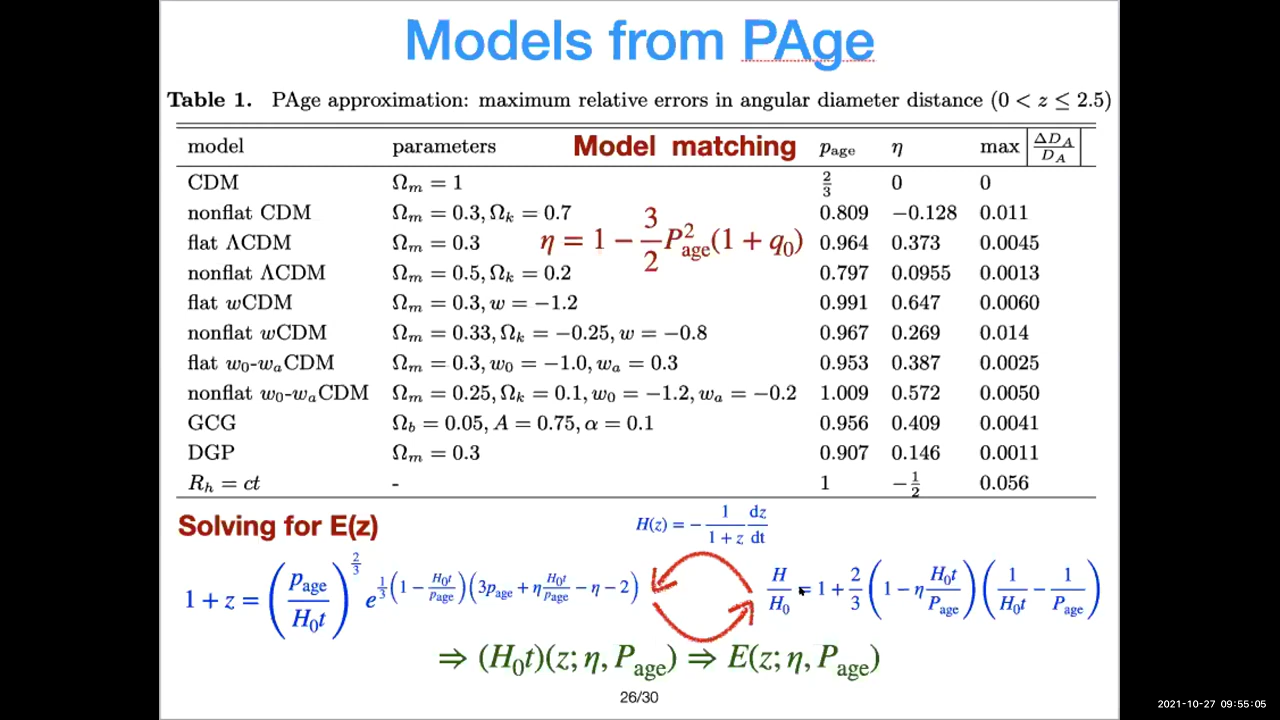 Models from PAge
Table 1. PAge approximation: maximum relative errors in angular diameter distance (0 < z ≤ 2.5)
model parameters Model matching p_age η max |ΔD_A/D_A|
CDM Ω_m = 1 2/3 0 0
nonflat CDM Ω_m = 0.3, Ω_k = 0.7 0.809 −0.128 0.011
flat ΛCDM Ω_m = 0.3 η = 1 − 3/2 P²_age(1 + q_0) 0.964 0.373 0.0045
nonflat ΛCDM Ω_m = 0.5, Ω_k = 0.2 0.797 0.0955 0.0013
flat wCDM Ω_m = 0.3, w = −1.2 0.991 0.647 0.0060
nonflat wCDM Ω_m = 0.33, Ω_k = −0.25, w = −0.8 0.967 0.269 0.014
flat w_0-w_aCDM Ω_m = 0.3, w_0 = −1.0, w_a = 0.3 0.953 0.387 0.0025
nonflat w_0-w_aCDM Ω_m = 0.25, Ω_k = 0.1, w_0 = −1.2, w_a = −0.2 1.009 0.572 0.0050
GCG Ω_b = 0.05, A = 0.75, α = 0.1 0.956 0.409 0.0041
DGP Ω_m = 0.3 0.907 0.146 0.0011
R_h = ct - 1 −1/2 0.056
Solving for E(z) H(z) = − 1/(1 + z) dz/dt
1 + z = (p_age/H_0t)^(2/3) e^(1/3(1 − H_0t/p_age)(3p_age + η H_0t/p_age − η − 2)) H/H_0 = 1 + 2/3 (1 − η H_0t/P_age)(1/H_0t − 1/P_age)
⇒ (H_0t)(z; η, P_age) ⇒ E(z; η, P_age)
26/30
2021-10-27 09:55:05